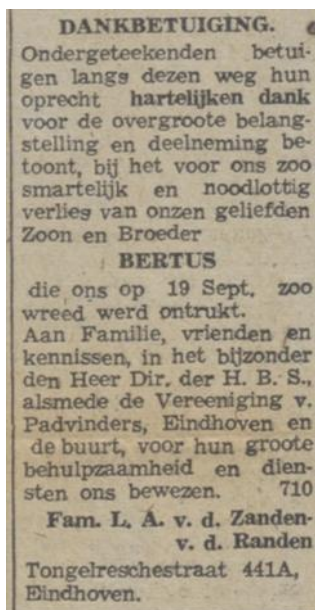 DANKBETUIGING.
Ondergeteekenden betui-
gen langs dezen weg hun
oprecht hartelijken dank
voor de overgroote belang-
stelling en deelneming be-
toont, bij het voor ons zoo
smartelijk en noodlottig
verlies van onzen geliefden
Zoon en Broeder
BERTUS
die ons op 19 Sept. zoo
wreed werd ontrukt.
Aan Familie, vrienden en
kennissen, in het bijzonder
den Heer Dir. der H. B. S.,
alsmede de Vereeniging v.
Padvinders, Eindhoven en
de buurt, voor hun groote
behulpzaamheid en dien-
sten ons bewezen. 710
Fam. L. A. v. d. Zanden-
v. d. Randen
Tongelreschestraat 441A,
Eindhoven.